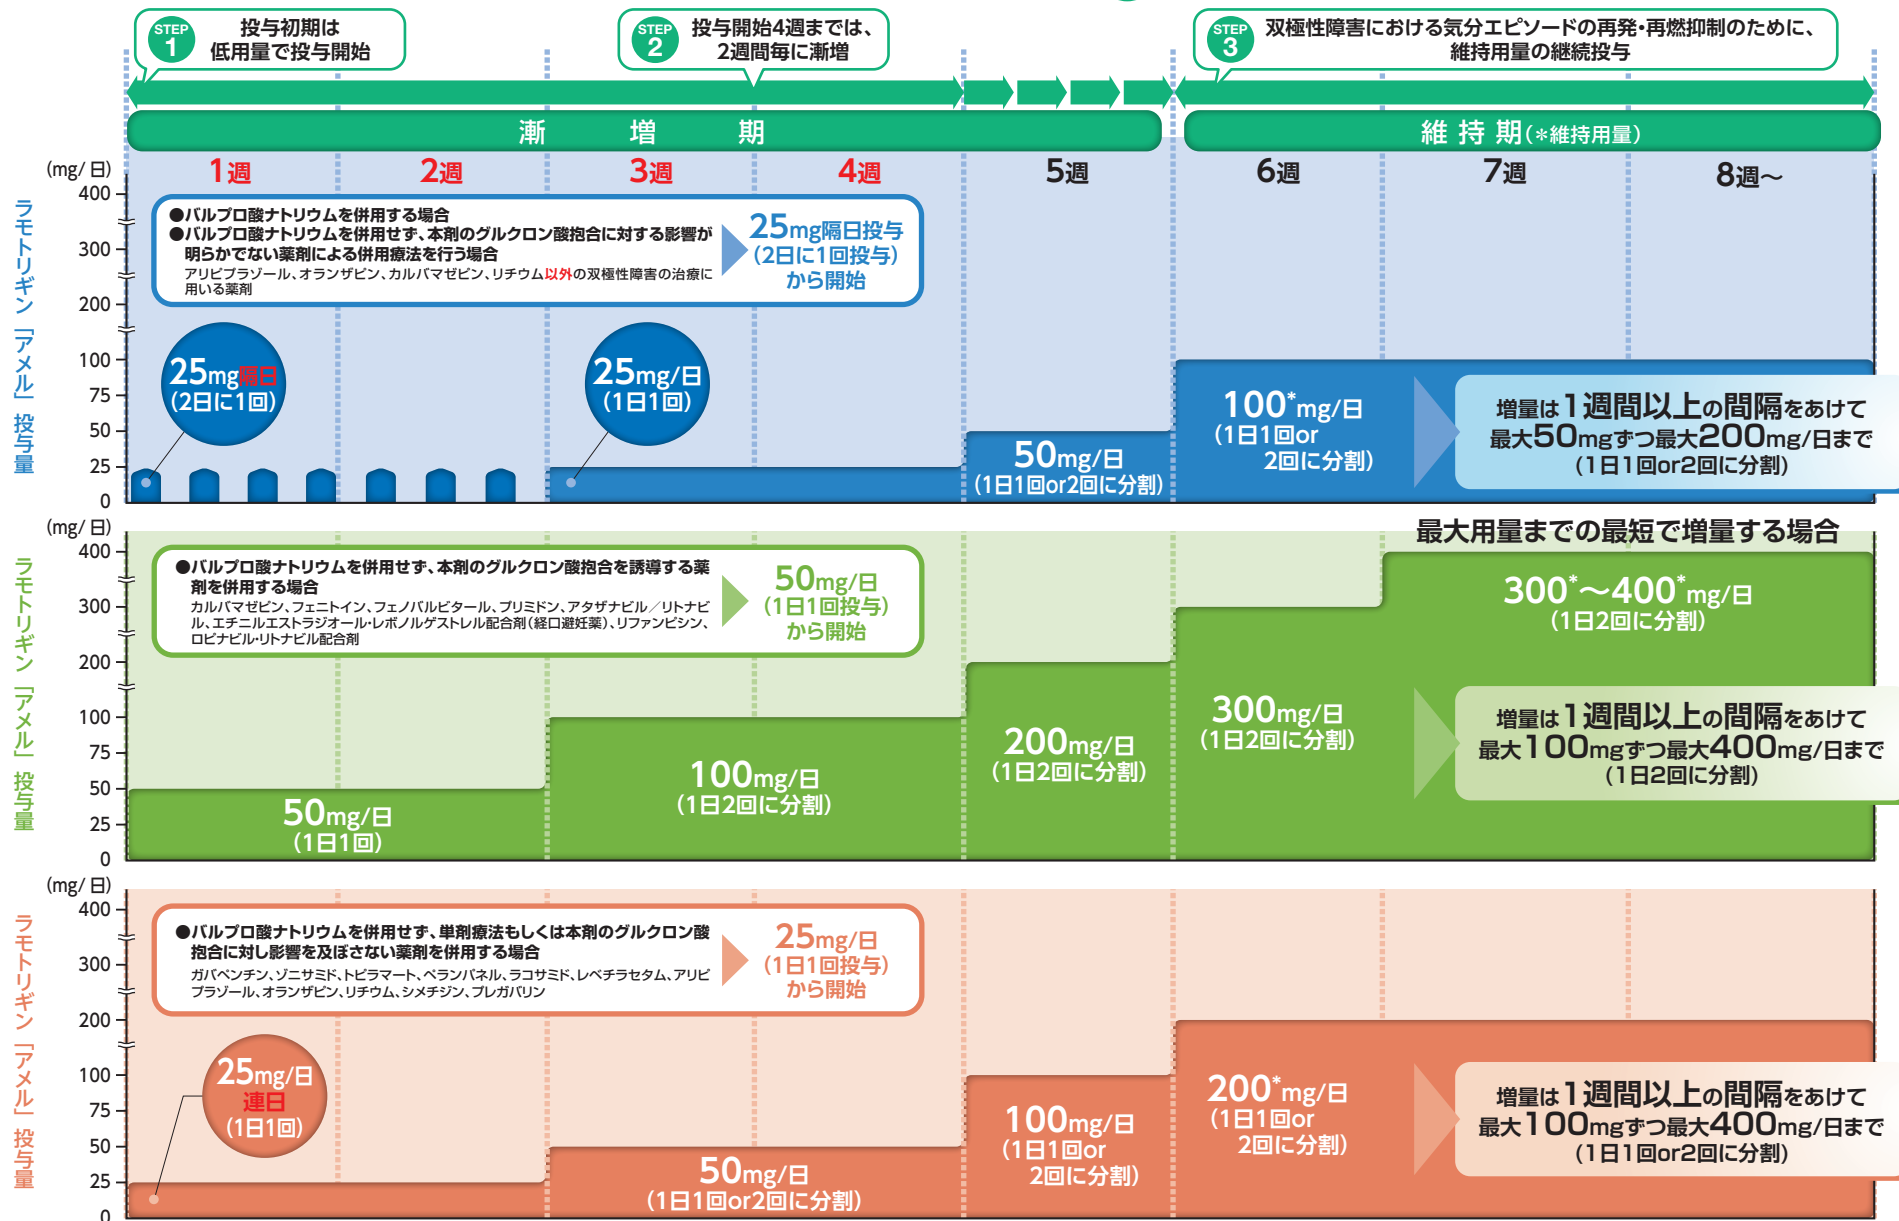 STEP 1
投与初期は
低用量で投与開始
STEP 2
投与開始4週までは、
2週間毎に漸増
STEP 3
双極性障害における気分エピソードの再発・再燃抑制のために、
維持用量の継続投与
漸増期
維持期(*維持用量)
1週 2週 3週 4週 5週 6週 7週 8週～
ラモトリギン「アメル」投与量
(mg/日)
400
300
200
100
75
50
25
0
●バルプロ酸ナトリウムを併用する場合
●バルプロ酸ナトリウムを併用せず、本剤のグルクロン酸抱合に対する影響が
明らかでない薬剤による併用療法を行う場合
アリピプラゾール、オランザピン、カルバマゼピン、リチウム以外の双極性障害の治療に
用いる薬剤
25mg隔日投与
(2日に1回投与)
から開始
25mg隔日
(2日に1回)
25mg/日
(1日1回)
50mg/日
(1日1回or2回に分割)
100*mg/日
(1日1回or
2回に分割)
増量は1週間以上の間隔をあけて
最大50mgずつ最大200mg/日まで
(1日1回or2回に分割)
ラモトリギン「アメル」投与量
(mg/日)
400
300
200
100
75
50
25
0
●バルプロ酸ナトリウムを併用せず、本剤のグルクロン酸抱合を誘導する薬
剤を併用する場合
カルバマゼピン、フェニトイン、フェノバルビタール、プリミドン、アタザナビル/リトナビ
ル、エチニルエストラジオール・レボノルゲストレル配合剤(経口避妊薬)、リファンピシン、
ロピナビル・リトナビル配合剤
50mg/日
(1日1回投与)
から開始
50mg/日
(1日1回)
100mg/日
(1日2回に分割)
200mg/日
(1日2回に分割)
300mg/日
(1日2回に分割)
最大用量までの最短で増量する場合
300*～400*mg/日
(1日2回に分割)
増量は1週間以上の間隔をあけて
最大100mgずつ最大400mg/日まで
(1日2回に分割)
ラモトリギン「アメル」投与量
(mg/日)
400
300
200
100
75
50
25
0
●バルプロ酸ナトリウムを併用せず、単剤療法もしくは本剤のグルクロン酸
抱合に対し影響を及ぼさない薬剤を併用する場合
ガバペンチン、ゾニサミド、トピラマート、ペランパネル、ラコサミド、レベチラセタム、アリピ
プラゾール、オランザピン、リチウム、シメチジン、プレガバリン
25mg/日
(1日1回投与)
から開始
25mg/日
連日
(1日1回)
50mg/日
(1日1回or2回に分割)
100mg/日
(1日1回or
2回に分割)
200*mg/日
(1日1回or
2回に分割)
増量は1週間以上の間隔をあけて
最大100mgずつ最大400mg/日まで
(1日1回or2回に分割)